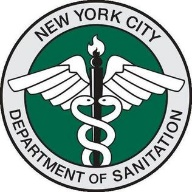 NEW YORK CITY
DEPARTMENT OF SANITATION